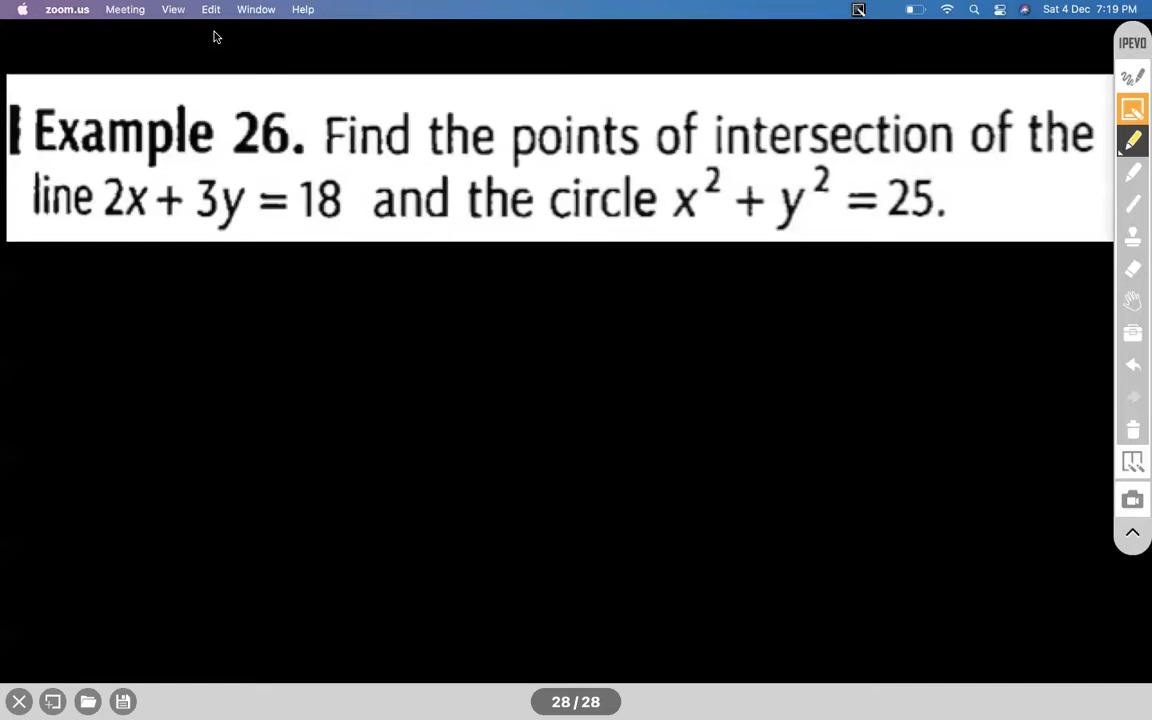 zoom.us Meeting View Edit Window Help Sat 4 Dec 7:19 PM
IPEVO
Example 26. Find the points of intersection of the
line 2x + 3y = 18 and the circle x² + y² = 25.
28 / 28